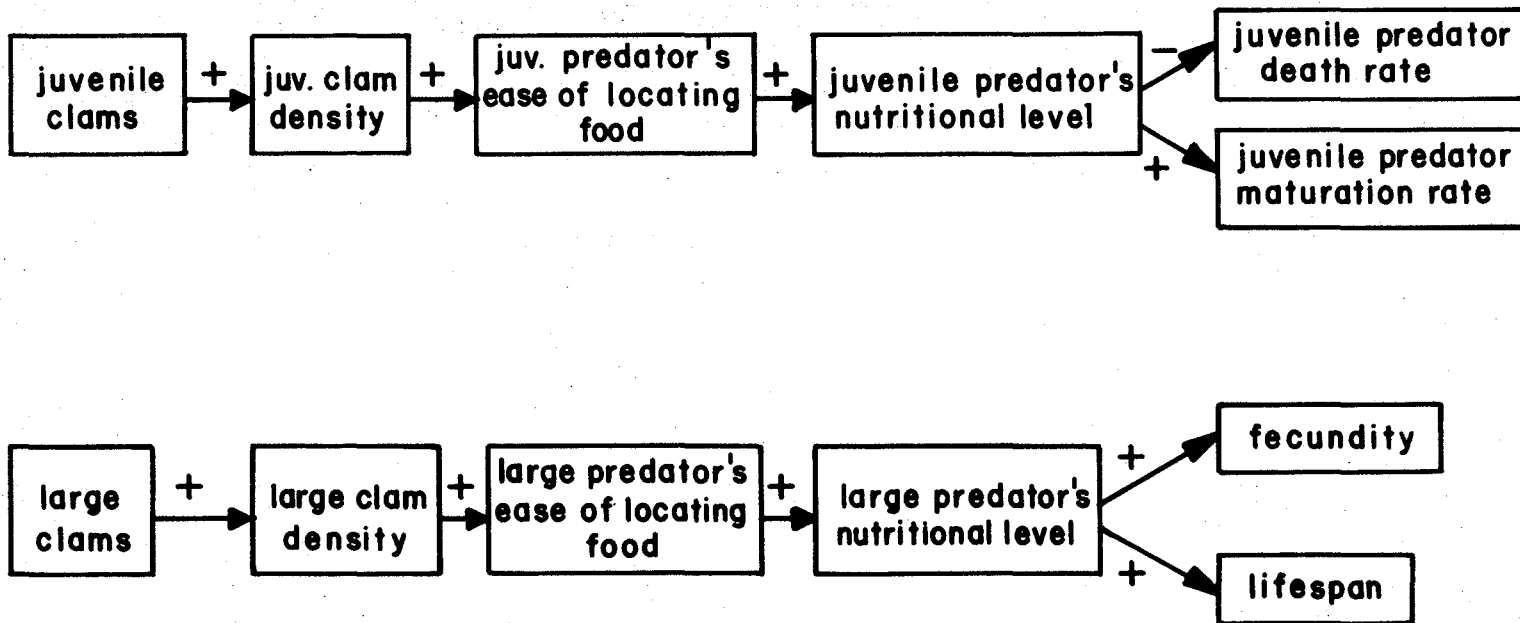 juvenile
clams
+
juv. clam
density
+
juv. predator's
ease of locating
food
+
juvenile predator's
nutritional level
−
juvenile predator
death rate
+
juvenile predator
maturation rate
large
clams
+
large clam
density
+
large predator's
ease of locating
food
+
large predator's
nutritional level
+
fecundity
+
lifespan